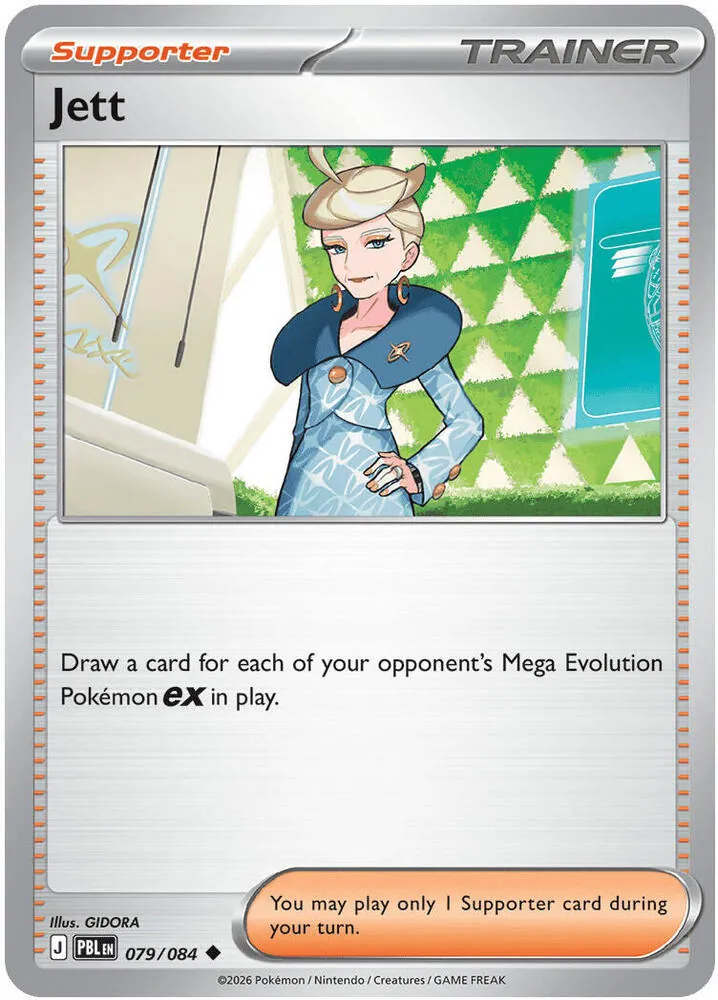 Supporter TRAINER
Jett
Draw a card for each of your opponent's Mega Evolution
Pokémon ex in play.
You may play only 1 Supporter card during
your turn.
Illus. GIDORA
J PBL EN 079/084
©2026 Pokémon / Nintendo / Creatures / GAME FREAK